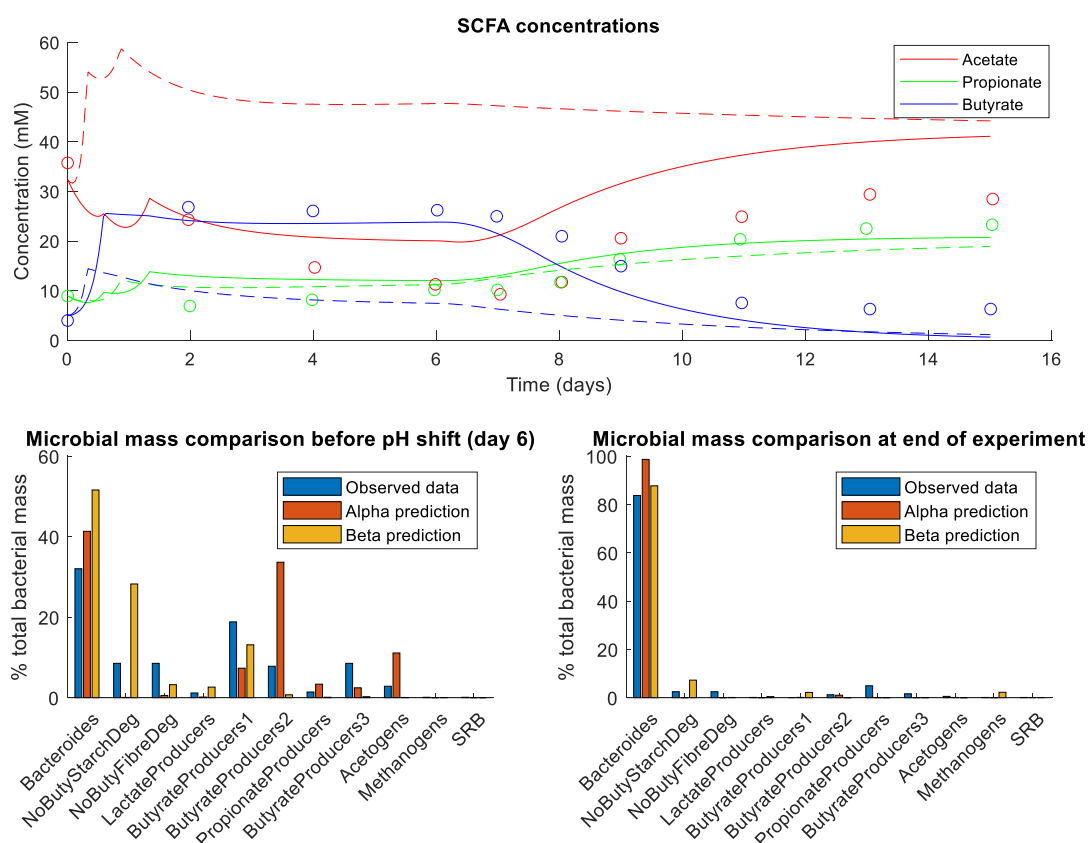 SCFA concentrations
60
50
40
30
20
10
0
Concentration (mM)
Acetate
Propionate
Butyrate
0 2 4 6 8 10 12 14 16
Time (days)
Microbial mass comparison before pH shift (day 6)
60
40
20
0
% total bacterial mass
Observed data
Alpha prediction
Beta prediction
Bacteroides
NoButyStarchDeg
NoButyFibreDeg
LactateProducers
ButyrateProducers1
ButyrateProducers2
PropionateProducers
ButyrateProducers3
Acetogens
Methanogens
SRB
Microbial mass comparison at end of experiment
100
80
60
40
20
0
% total bacterial mass
Observed data
Alpha prediction
Beta prediction
Bacteroides
NoButyStarchDeg
NoButyFibreDeg
LactateProducers
ButyrateProducers1
ButyrateProducers2
PropionateProducers
ButyrateProducers3
Acetogens
Methanogens
SRB